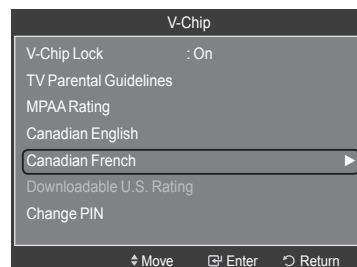 V-Chip
V-Chip Lock : On
TV Parental Guidelines
MPAA Rating
Canadian English
Canadian French
Downloadable U.S. Rating
Change PIN
Move Enter Return